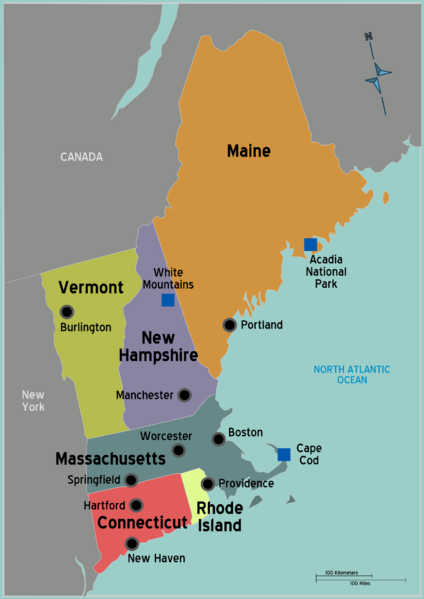 N
CANADA
Maine
Acadia
National
Park
White
Mountains
Vermont
Burlington
Portland
New
Hampshire
NORTH ATLANTIC
OCEAN
New
York
Manchester
Worcester
Boston
Massachusetts
Cape
Cod
Springfield
Providence
Hartford
Connecticut
Rhode
Island
New Haven
100 Kilometers
100 Miles